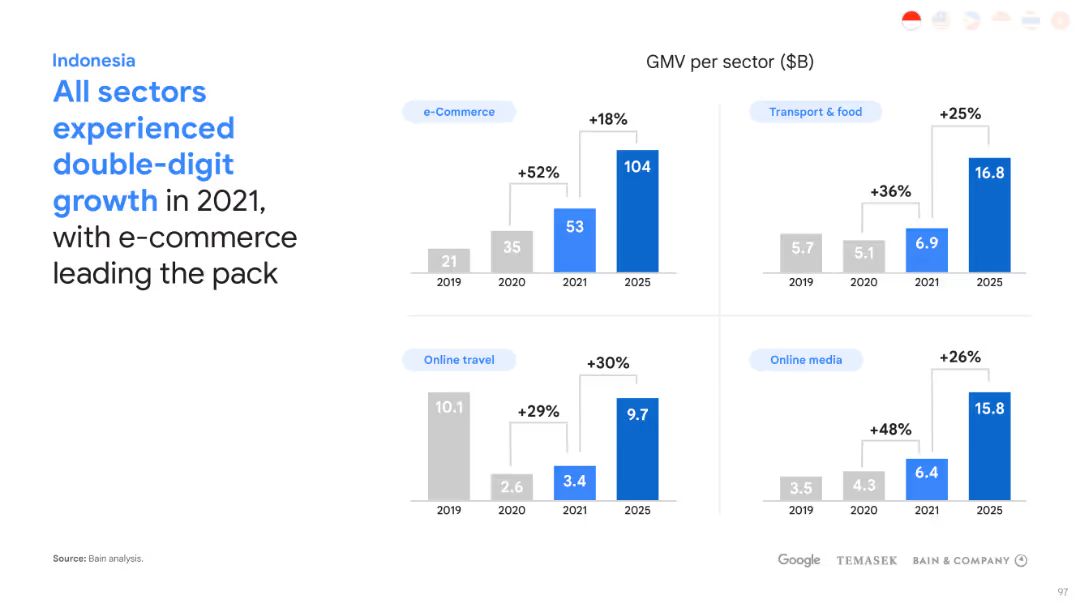 Indonesia
All sectors
experienced
double-digit
growth in 2021,
with e-commerce
leading the pack
GMV per sector ($B)
e-Commerce
+18%
+52%
104
53
35
21
2019 2020 2021 2025
Transport & food
+25%
+36%
16.8
5.7 5.1 6.9
2019 2020 2021 2025
Online travel
+30%
+29%
10.1
9.7
2.6 3.4
2019 2020 2021 2025
Online media
+26%
+48%
15.8
3.5 4.3 6.4
2019 2020 2021 2025
Source: Bain analysis.
Google TEMASEK BAIN & COMPANY
97